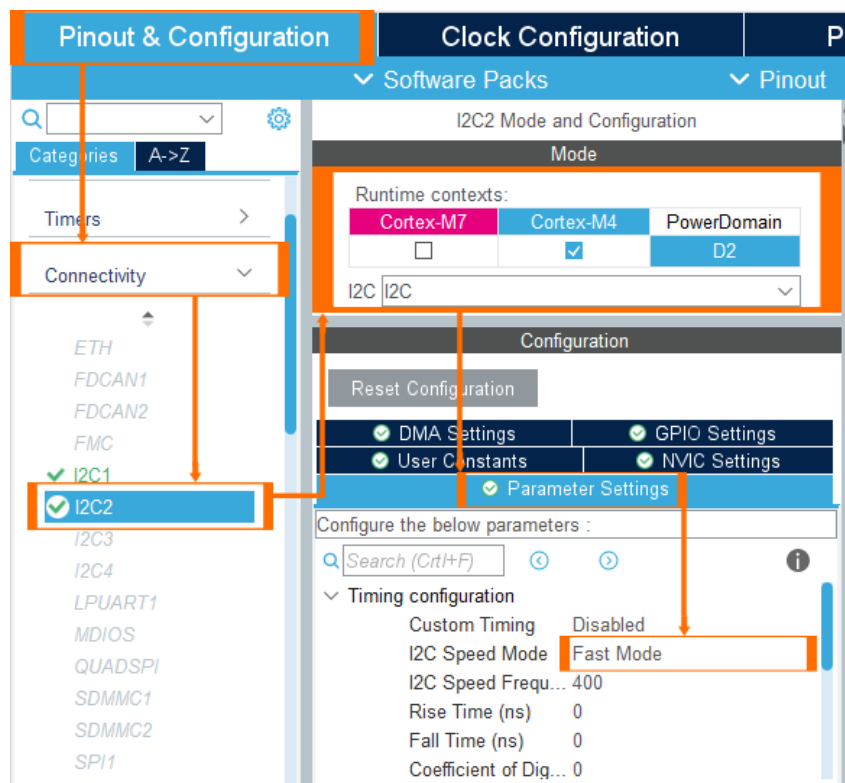 Pinout & Configuration
Clock Configuration
P
Software Packs
Pinout
I2C2 Mode and Configuration
Categories
A->Z
Mode
Runtime contexts:
Timers
Cortex-M7
Cortex-M4
PowerDomain
D2
Connectivity
I2C I2C
Configuration
ETH
FDCAN1
FDCAN2
FMC
I2C1
I2C2
I2C3
I2C4
LPUART1
MDIOS
QUADSPI
SDMMC1
SDMMC2
SPI1
Reset Configuration
DMA Settings
GPIO Settings
User Constants
NVIC Settings
Parameter Settings
Configure the below parameters :
Search (Crtl+F)
Timing configuration
Custom Timing Disabled
I2C Speed Mode Fast Mode
I2C Speed Frequ... 400
Rise Time (ns) 0
Fall Time (ns) 0
Coefficient of Dig... 0